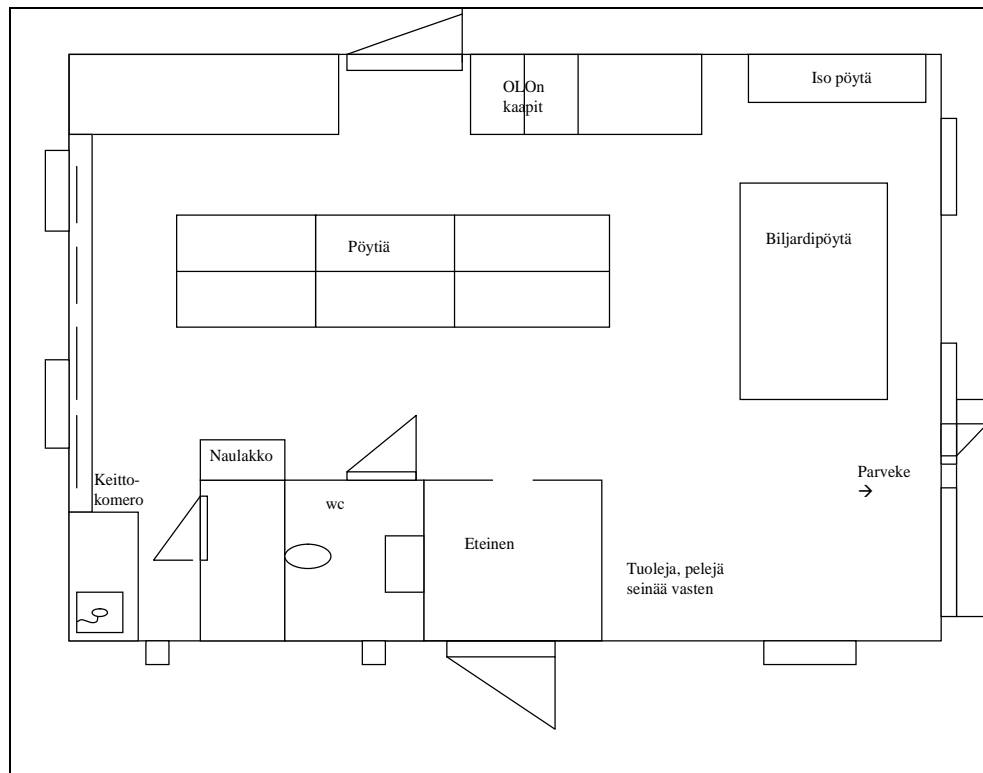 OLOn
kaapit
Iso pöytä
Pöytiä
Biljardipöytä
Naulakko
Keitto-
komero
wc
Parveke
→
Eteinen
Tuoleja, pelejä
seinää vasten